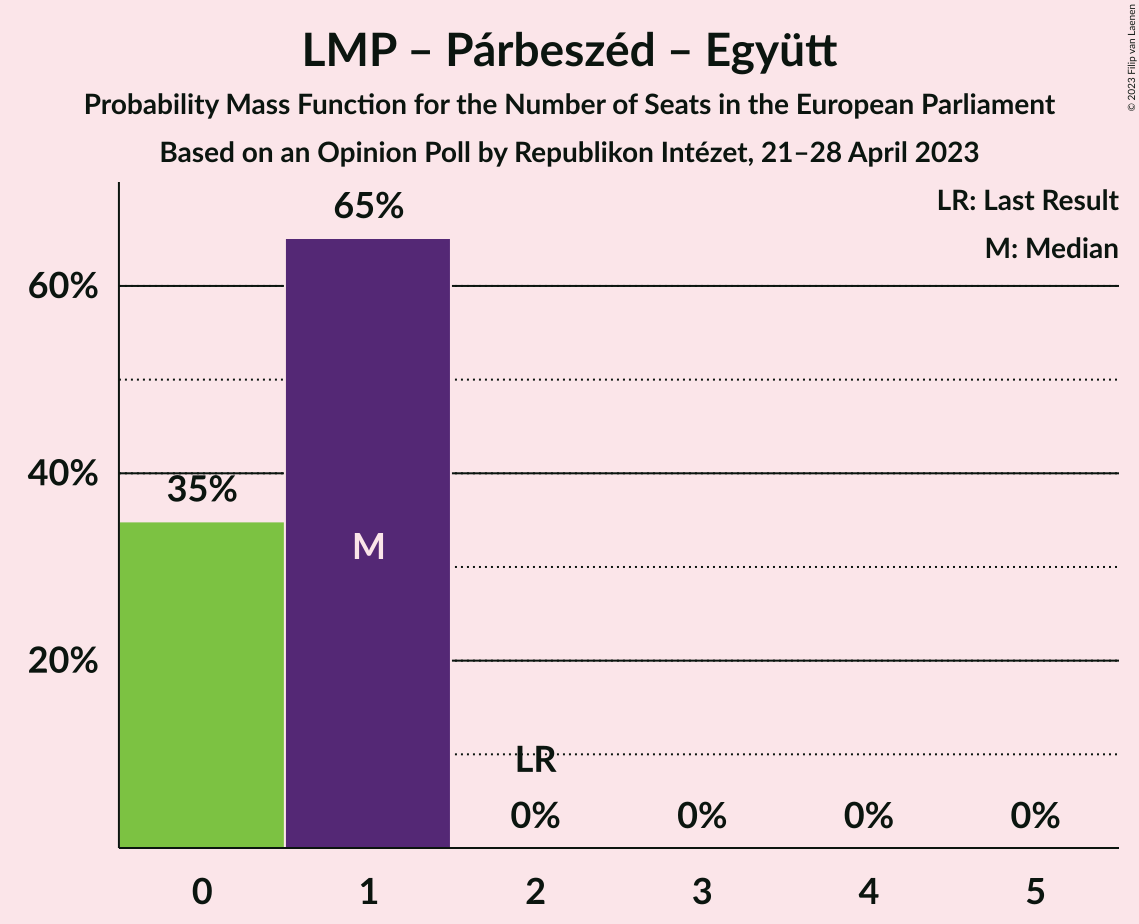 LMP – Párbeszéd – Együtt
Probability Mass Function for the Number of Seats in the European Parliament
Based on an Opinion Poll by Republikon Intézet, 21–28 April 2023
© 2023 Filip van Laenen
LR: Last Result
M: Median
65%
60%
40%
35%
M
20%
LR
0% 0% 0% 0%
0 1 2 3 4 5